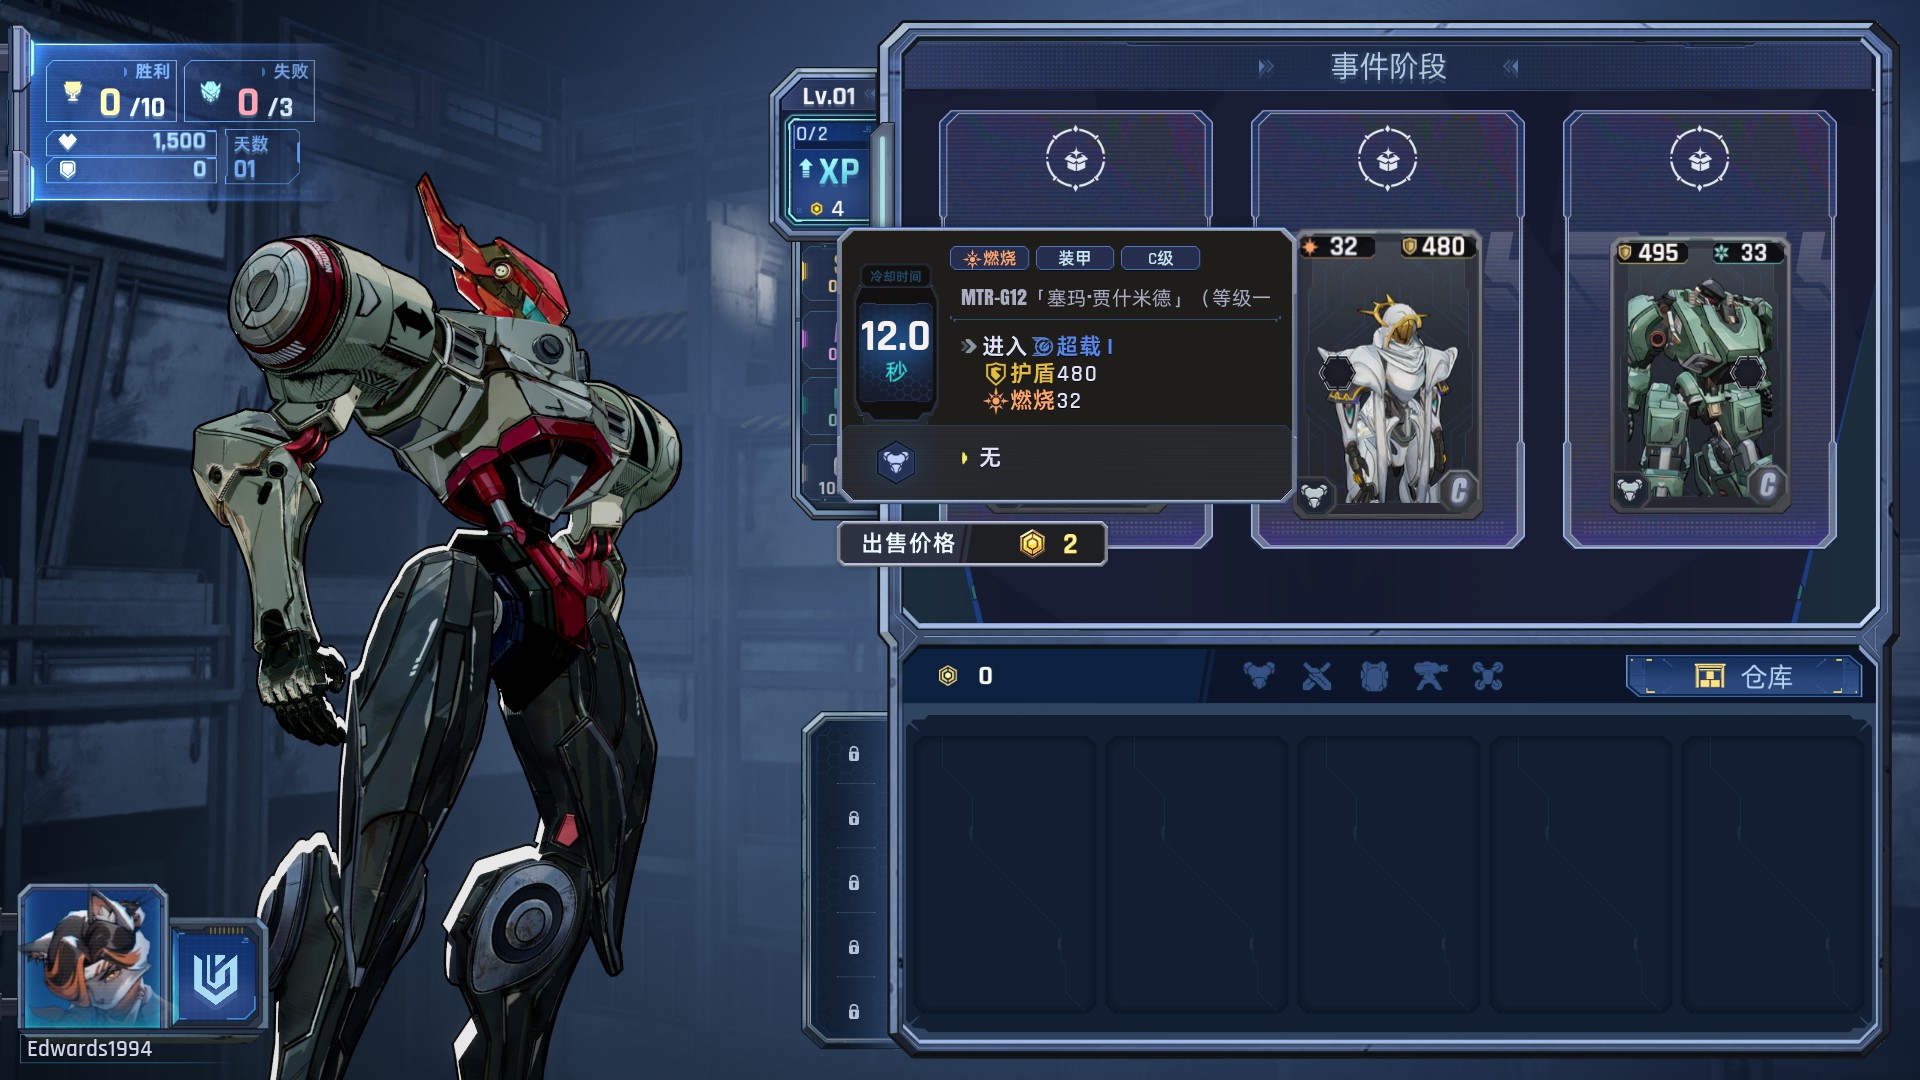 胜利
0 /10
失败
0 /3
1,500
0
天数
01
Lv.01
0/2
XP
4
10
事件阶段
燃烧
装甲
C级
冷却时间
12.0
秒
MTR-G12「塞玛·贾什米德」（等级一
进入 超载 I
护盾480
燃烧32
无
出售价格
2
32
480
C
495
33
C
0
仓库
Edwards1994